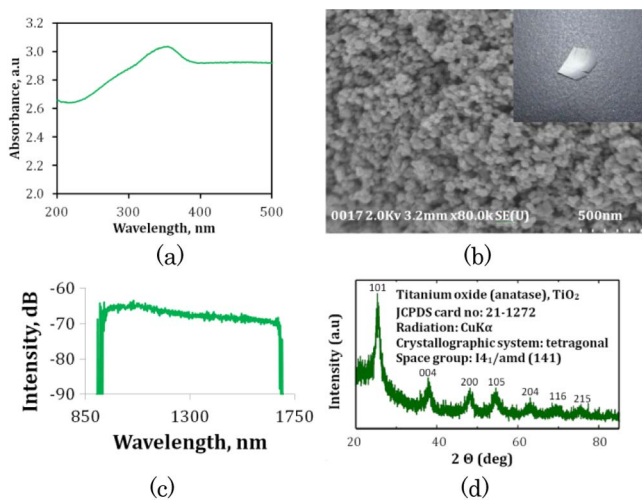 Absorbance, a.u
3.2
3.0
2.8
2.6
2.4
2.2
2.0
200 300 400 500
Wavelength, nm
(a)
0017 2.0Kv 3.2mm x80.0k SE(U) 500nm
(b)
Intensity, dB
-60
-70
-80
-90
850 1300 1750
Wavelength, nm
(c)
Intensity (a.u)
101
Titanium oxide (anatase), TiO2
JCPDS card no: 21-1272
Radiation: CuKα
Crystallographic system: tetragonal
Space group: I4₁/amd (141)
004 200 105 204 116 215
20 40 60 80
2 Θ (deg)
(d)